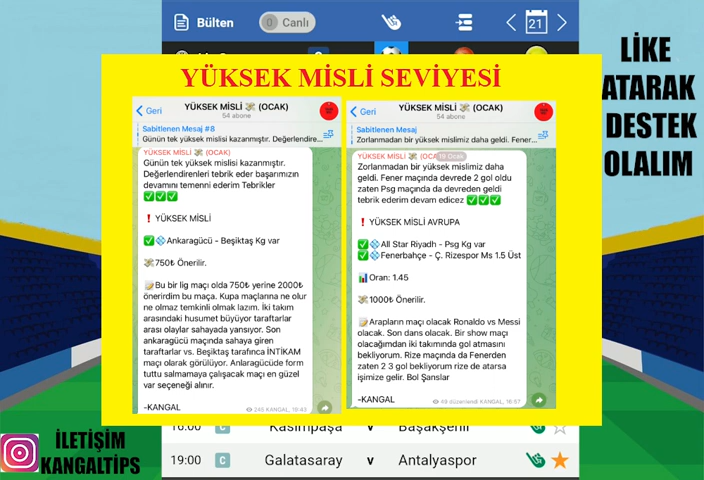 Bülten
0 Canlı
21
LİKE
ATARAK
DESTEK
OLALIM
YÜKSEK MİSLİ SEVİYESİ
Geri
YÜKSEK MİSLİ 💸 (OCAK)
54 abone
Sabitlenen Mesaj #8
Günün tek yüksek mislisi kazanmıştır. Değerlendire...
YÜKSEK MİSLİ 💸 (OCAK)
Günün tek yüksek mislisi kazanmıştır.
Değerlendirenleri tebrik eder başarımızın
devamını temenni ederim Tebrikler
✅✅✅
❗ YÜKSEK MİSLİ
✅💠Ankaragücü - Beşiktaş Kg var
💸750₺ Önerilir.
📝Bu bir lig maçı olda 750₺ yerine 2000₺
önerirdim bu maça. Kupa maçlarına ne olur
ne olmaz temkinli olmak lazım. İki takım
arasındaki husumet büyüyor taraftarlar
arası olaylar sahayada yansıyor. Son
ankaragücü maçında sahaya giren
taraftarlar vs. Beşiktaş tarafınca İNTİKAM
maçı olarak görülüyor. Anlaragücüde form
tuttu salmamaya çalışacak maçı en güzel
var seçeneği alınır.
-KANGAL
245 KANGAL, 19:43
Geri
YÜKSEK MİSLİ 💸 (OCAK)
54 abone
Sabitlenen Mesaj
Zorlanmadan bir yüksek mislimiz daha geldi. Fener...
YÜKSEK MİSLİ 💸 (OCA
19 Ocak
Zorlanmadan bir yüksek mislimiz daha
geldi. Fener maçında devrede 2 gol oldu
zaten Psg maçında da devreden geldi
tebrik ederim devam edicez ✅✅✅
❗ YÜKSEK MİSLİ AVRUPA
✅💠All Star Riyadh - Psg Kg var
✅💠Fenerbahçe - Ç. Rizespor Ms 1.5 Üst
📊Oran: 1.45
💸1000₺ Önerilir.
📝Arapların maçı olacak Ronaldo vs Messi
olacak. Son dans olacak. Bir show maçı
olacağımdan iki takımında gol atmasını
bekliyorum. Rize maçında da Fenerden
zaten 2 3 gol bekliyorum rize de atarsa
işimize gelir. Bol Şanslar
-KANGAL
49 düzenlendi KANGAL, 16:57
16:00 C Kasımpaşa v Başakşehir
19:00 C Galatasaray v Antalyaspor
İLETİŞİM
KANGALTİPS